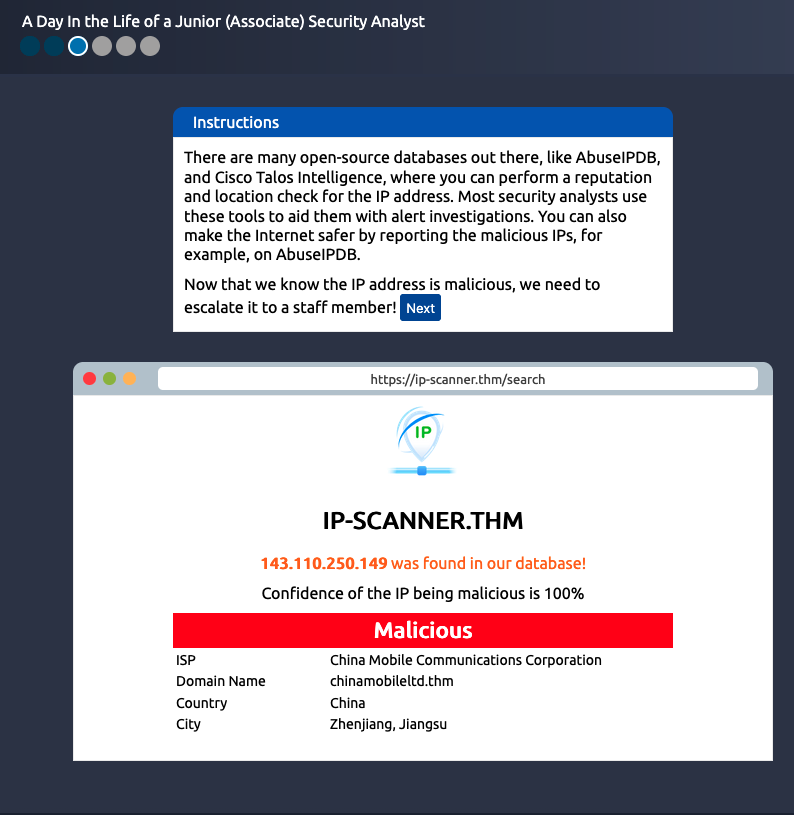 A Day In the Life of a Junior (Associate) Security Analyst
Instructions
There are many open-source databases out there, like AbuseIPDB,
and Cisco Talos Intelligence, where you can perform a reputation
and location check for the IP address. Most security analysts use
these tools to aid them with alert investigations. You can also
make the Internet safer by reporting the malicious IPs, for
example, on AbuseIPDB.
Now that we know the IP address is malicious, we need to
escalate it to a staff member! Next
https://ip-scanner.thm/search
IP
IP-SCANNER.THM
143.110.250.149 was found in our database!
Confidence of the IP being malicious is 100%
Malicious
ISP China Mobile Communications Corporation
Domain Name chinamobileltd.thm
Country China
City Zhenjiang, Jiangsu